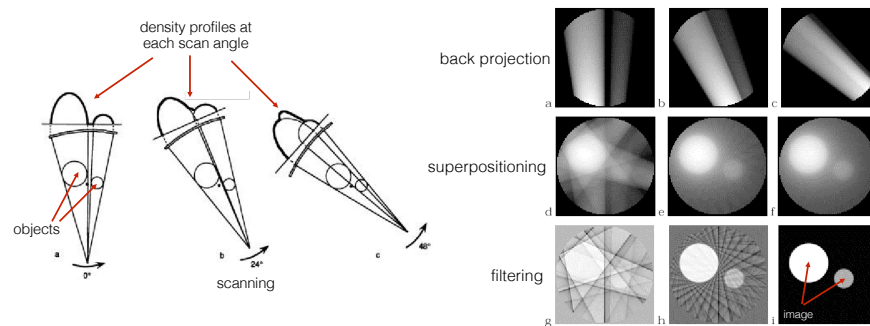 density profiles at
each scan angle
objects
a
0°
b
24°
c
48°
scanning
back projection
a
b
c
superpositioning
d
e
f
filtering
g
h
i
image